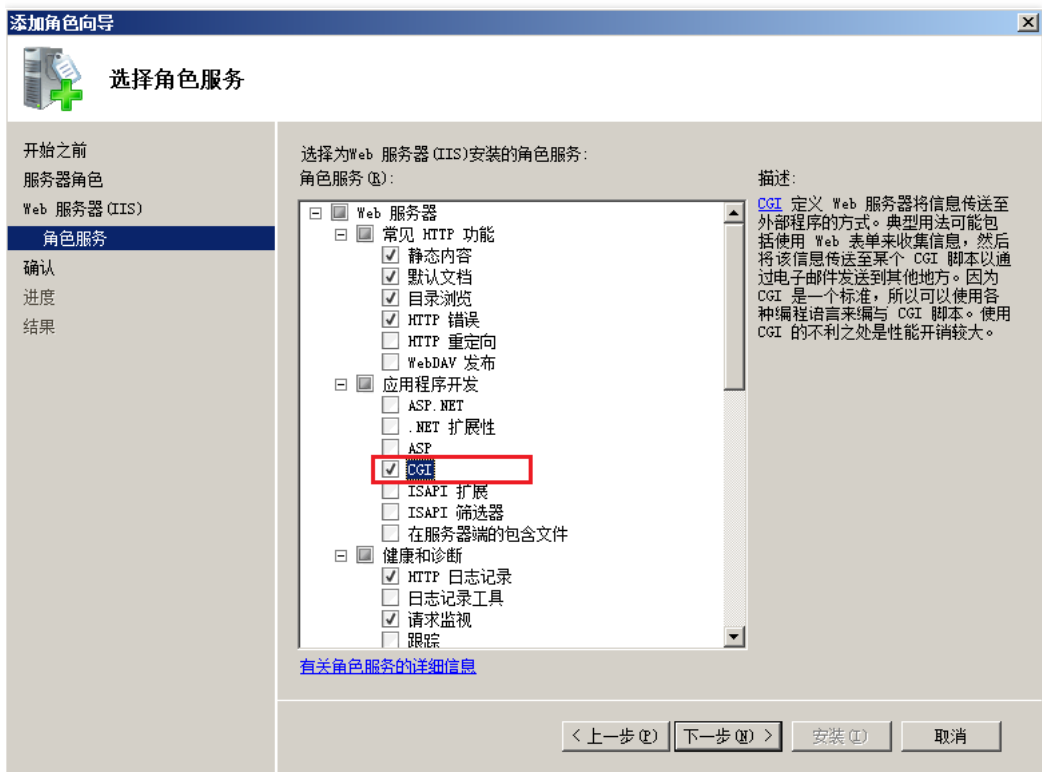 添加角色向导
选择角色服务
开始之前
服务器角色
Web 服务器(IIS)
角色服务
确认
进度
结果
选择为Web 服务器(IIS)安装的角色服务:
角色服务(R):
Web 服务器
常见 HTTP 功能
静态内容
默认文档
目录浏览
HTTP 错误
HTTP 重定向
WebDAV 发布
应用程序开发
ASP.NET
.NET 扩展性
ASP
CGI
ISAPI 扩展
ISAPI 筛选器
在服务器端的包含文件
健康和诊断
HTTP 日志记录
日志记录工具
请求监视
跟踪
有关角色服务的详细信息
描述:
CGI 定义 Web 服务器将信息传送至
外部程序的方式。典型用法可能包
括使用 Web 表单来收集信息，然后
将该信息传送至某个 CGI 脚本以通
过电子邮件发送到其他地方。因为
CGI 是一个标准，所以可以使用各
种编程语言来编写 CGI 脚本。使用
CGI 的不利之处是性能开销较大。
< 上一步(P)
下一步(N) >
安装(I)
取消